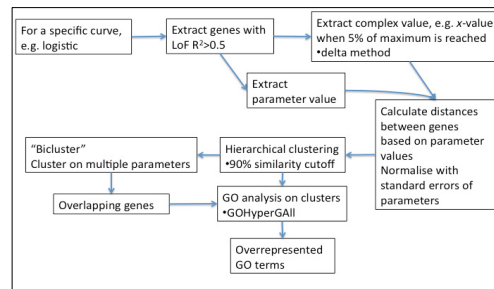 For a specific curve,
e.g. logistic
Extract genes with
LoF R²>0.5
Extract complex value, e.g. x-value
when 5% of maximum is reached
•delta method
Extract
parameter value
Calculate distances
between genes
based on parameter
values
Normalise with
standard errors of
parameters
Hierarchical clustering
•90% similarity cutoff
"Bicluster"
Cluster on multiple parameters
Overlapping genes
GO analysis on clusters
•GOHyperGAll
Overrepresented
GO terms